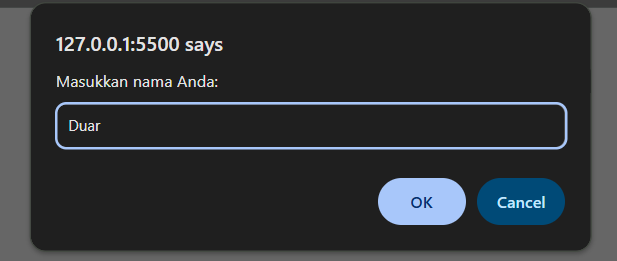 127.0.0.1:5500 says
Masukkan nama Anda:
Duar
OK
Cancel